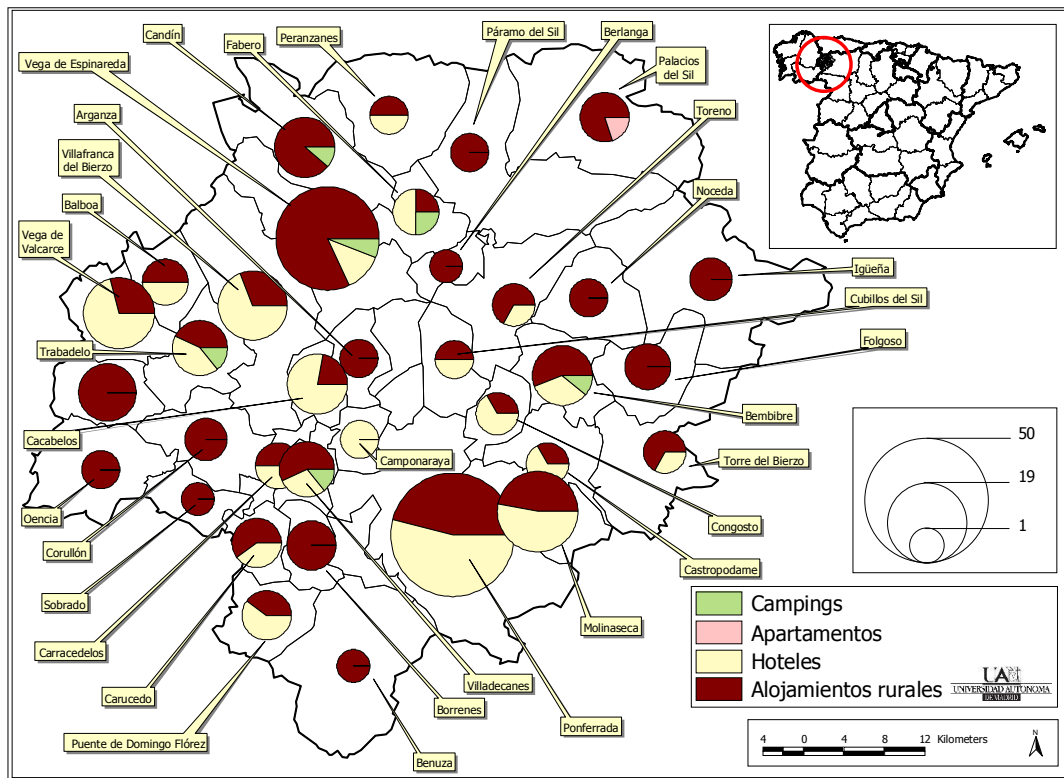 Candín
Fabero
Peranzanes
Páramo del Sil
Berlanga
Vega de Espinareda
Palacios
del Sil
Arganza
Toreno
Villafranca
del Bierzo
Noceda
Balboa
Vega de
Valcarce
Igüeña
Cubillos del Sil
Trabadelo
Folgoso
Cacabelos
Bembibre
Camponaraya
Torre del Bierzo
Oencia
Congosto
Corullón
Castropodame
Sobrado
Molinaseca
Carracedelos
Carucedo
Villadecanes
Borrenes
Ponferrada
Puente de Domingo Flórez
Benuza
50
19
1
Campings
Apartamentos
Hoteles
Alojamientos rurales
UAM
UNIVERSIDAD AUTONOMA
DE MADRID
4 0 4 8 12 Kilometers
N